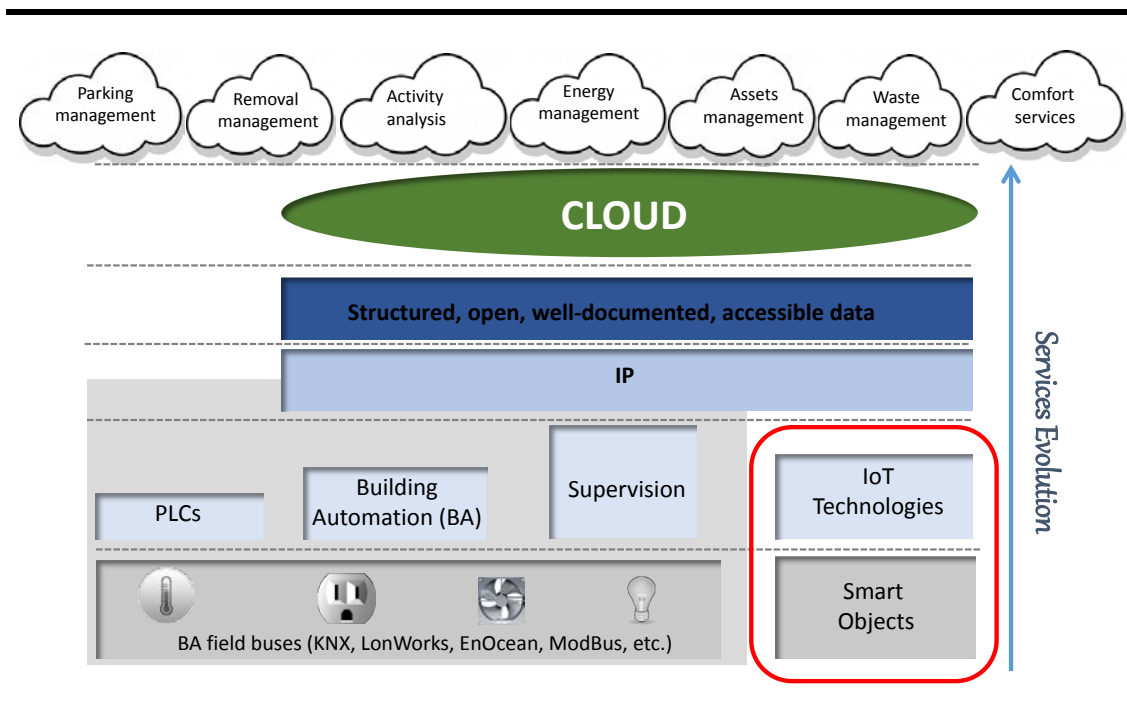 Parking
management
Removal
management
Activity
analysis
Energy
management
Assets
management
Waste
management
Comfort
services
CLOUD
Structured, open, well-documented, accessible data
IP
Services Evolution
PLCs
Building
Automation (BA)
Supervision
IoT
Technologies
BA field buses (KNX, LonWorks, EnOcean, ModBus, etc.)
Smart
Objects